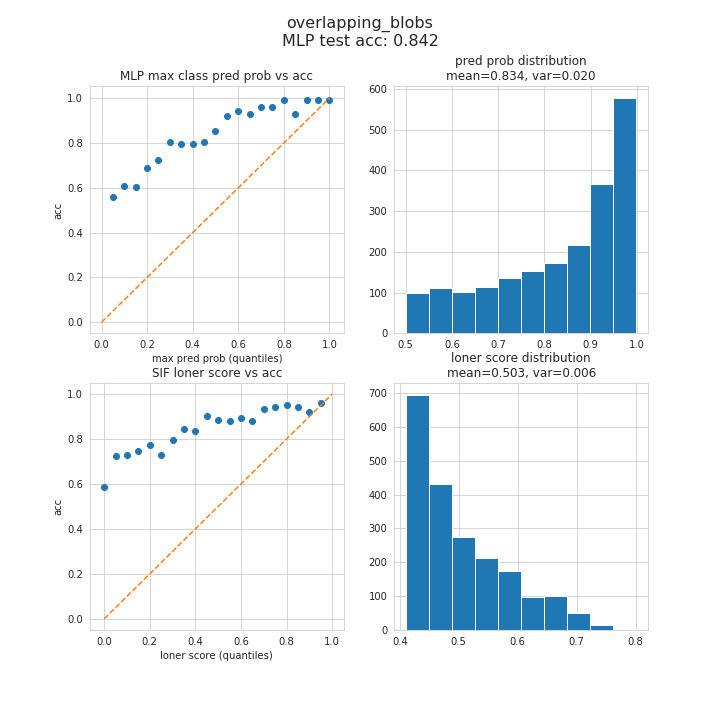 overlapping_blobs
MLP test acc: 0.842
MLP max class pred prob vs acc
acc
1.0
0.8
0.6
0.4
0.2
0.0
0.0 0.2 0.4 0.6 0.8 1.0
max pred prob (quantiles)
pred prob distribution
mean=0.834, var=0.020
600
500
400
300
200
100
0
0.5 0.6 0.7 0.8 0.9 1.0
SIF loner score vs acc
acc
1.0
0.8
0.6
0.4
0.2
0.0
0.0 0.2 0.4 0.6 0.8 1.0
loner score (quantiles)
loner score distribution
mean=0.503, var=0.006
700
600
500
400
300
200
100
0
0.4 0.5 0.6 0.7 0.8